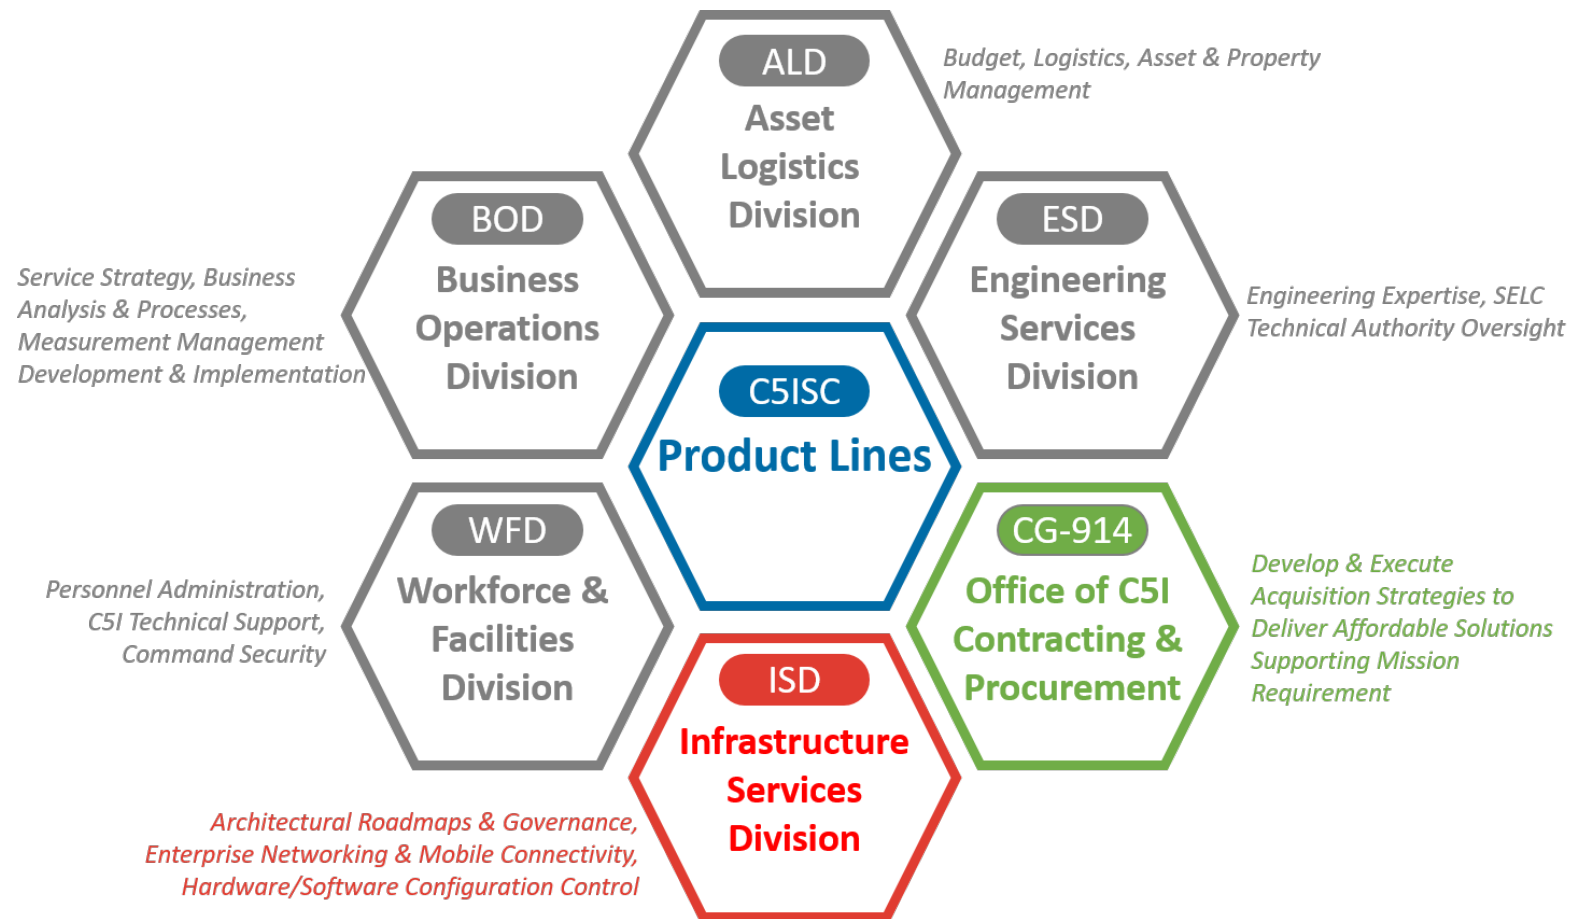 ALD
Asset
Logistics
Division
Budget, Logistics, Asset & Property
Management
BOD
Business
Operations
Division
Service Strategy, Business
Analysis & Processes,
Measurement Management
Development & Implementation
ESD
Engineering
Services
Division
Engineering Expertise, SELC
Technical Authority Oversight
C5ISC
Product Lines
WFD
Workforce &
Facilities
Division
Personnel Administration,
C5I Technical Support,
Command Security
CG-914
Office of C5I
Contracting &
Procurement
Develop & Execute
Acquisition Strategies to
Deliver Affordable Solutions
Supporting Mission
Requirement
ISD
Infrastructure
Services
Division
Architectural Roadmaps & Governance,
Enterprise Networking & Mobile Connectivity,
Hardware/Software Configuration Control